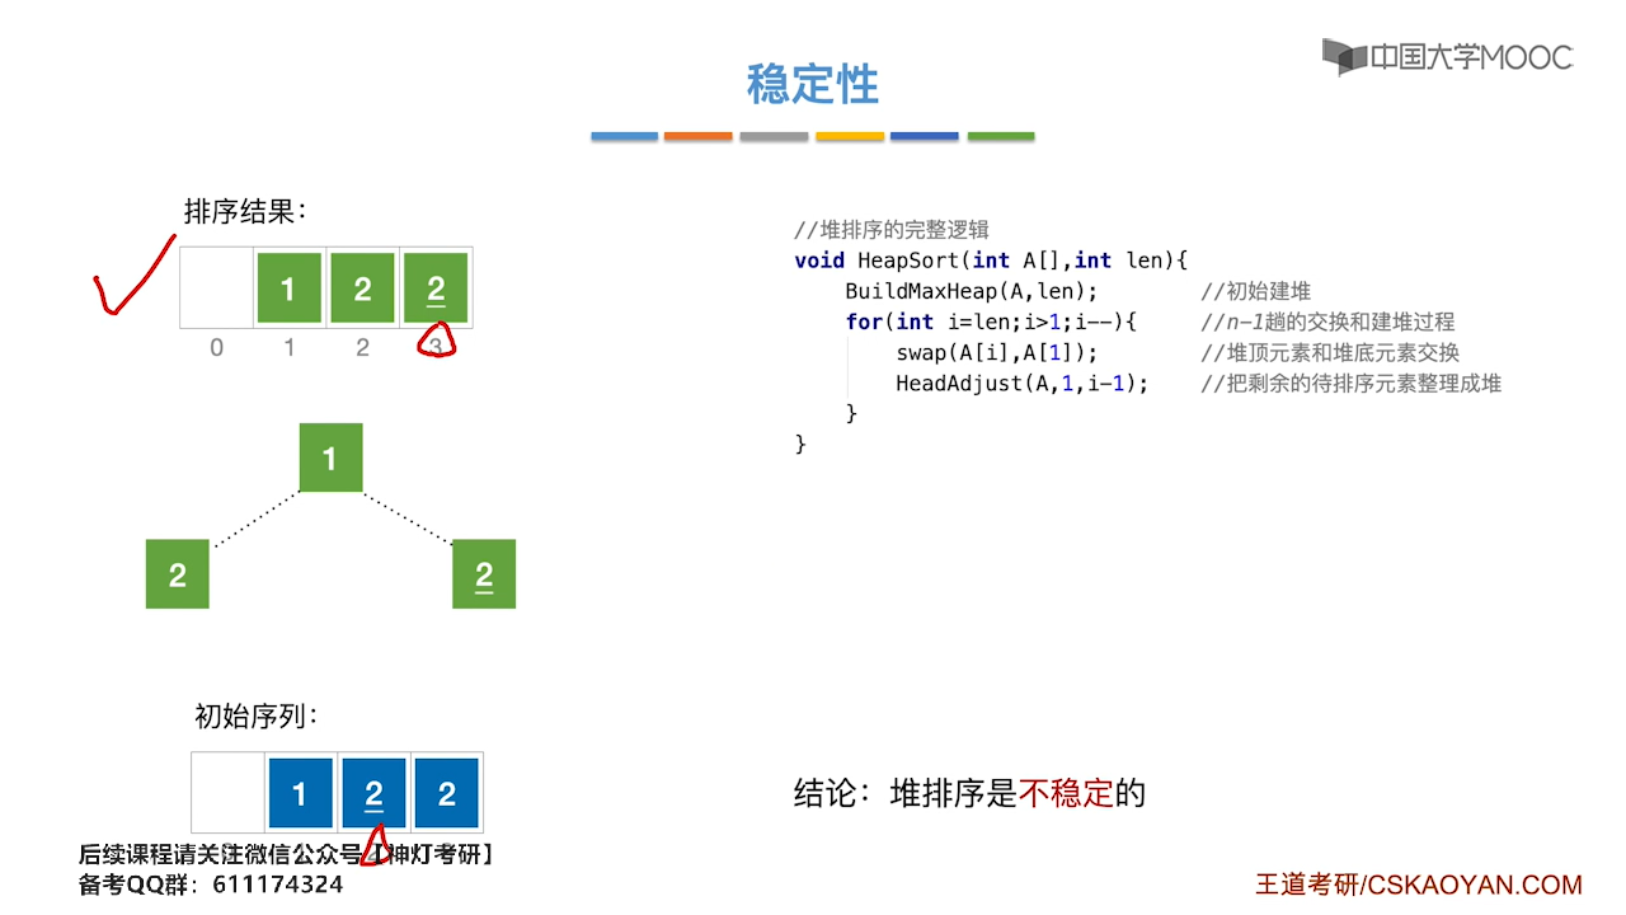 中国大学MOOC
稳定性
排序结果：
1 2 2
0 1 2 3
1
2 2
初始序列：
1 2 2
//堆排序的完整逻辑
void HeapSort(int A[],int len){
BuildMaxHeap(A,len); //初始建堆
for(int i=len;i>1;i--){ //n-1趟的交换和建堆过程
swap(A[i],A[1]); //堆顶元素和堆底元素交换
HeadAdjust(A,1,i-1); //把剩余的待排序元素整理成堆
}
}
结论：堆排序是不稳定的
后续课程请关注微信公众号【神灯考研】
备考QQ群：611174324
王道考研/CSKAOYAN.COM